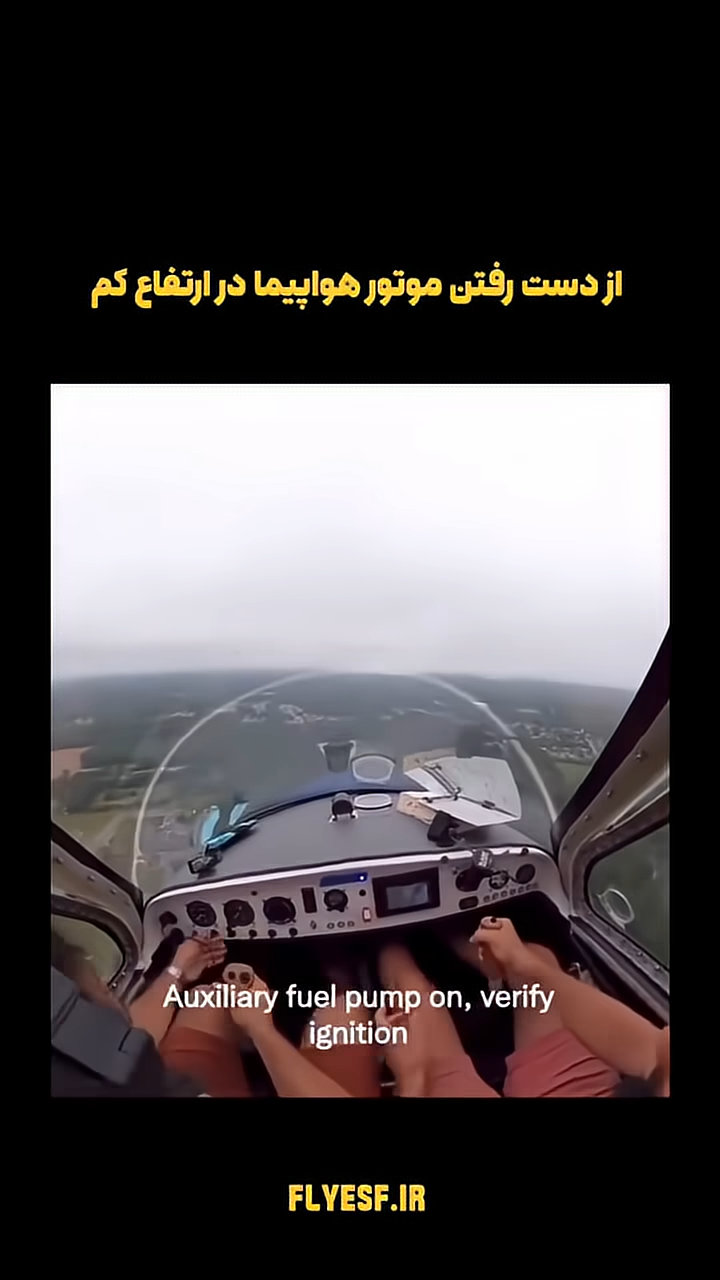 از دست رفتن موتور هواپیما در ارتفاع کم
Auxiliary fuel pump on, verify
ignition
FLYESF.IR